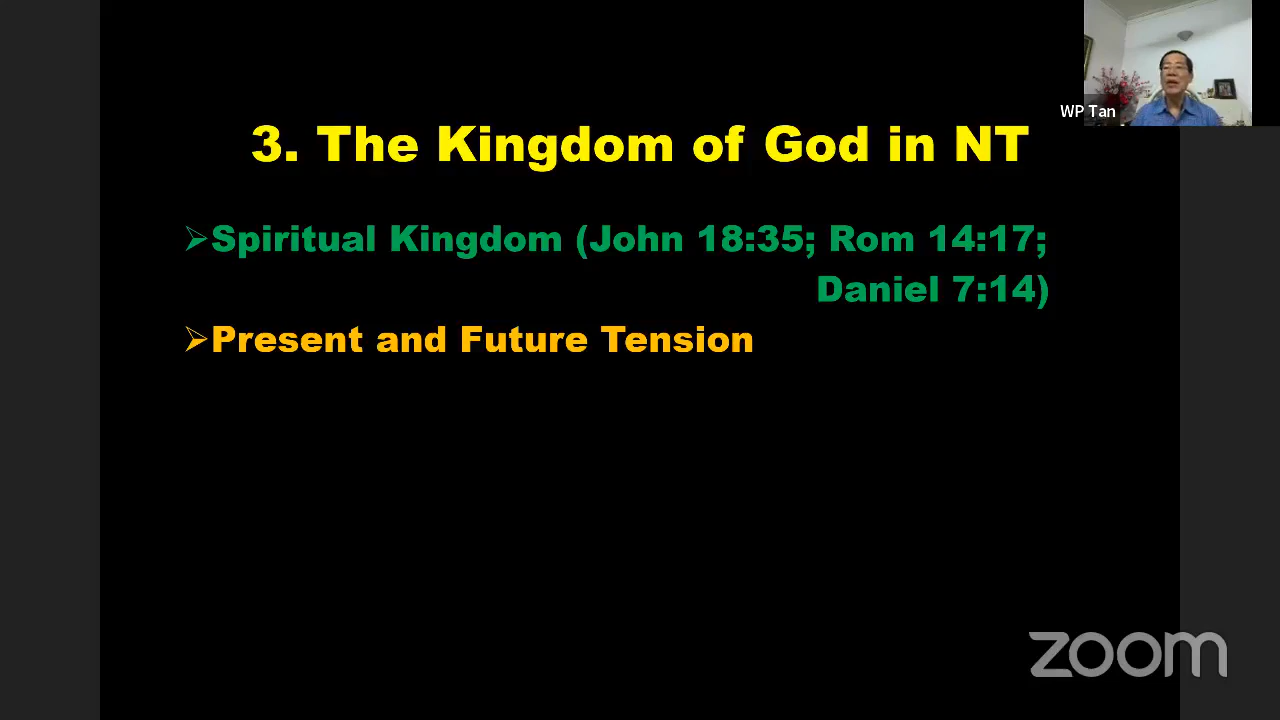 WP Tan
3. The Kingdom of God in NT
➢Spiritual Kingdom (John 18:35; Rom 14:17;
Daniel 7:14)
➢Present and Future Tension
zoom